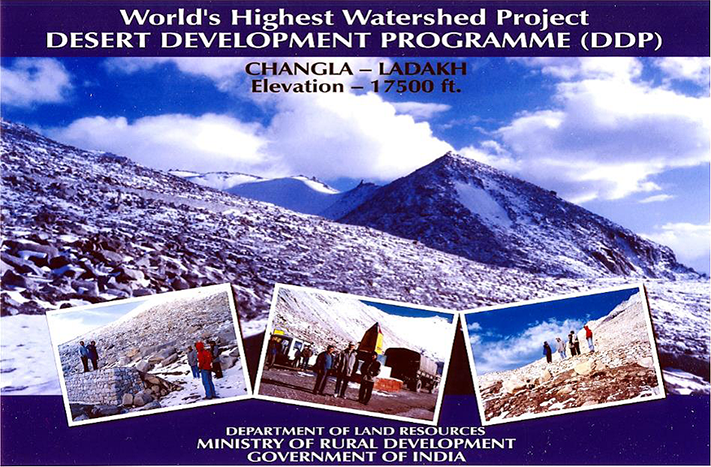 World's Highest Watershed Project
DESERT DEVELOPMENT PROGRAMME (DDP)
CHANGLA – LADAKH
Elevation – 17500 ft.
DEPARTMENT OF LAND RESOURCES
MINISTRY OF RURAL DEVELOPMENT
GOVERNMENT OF INDIA